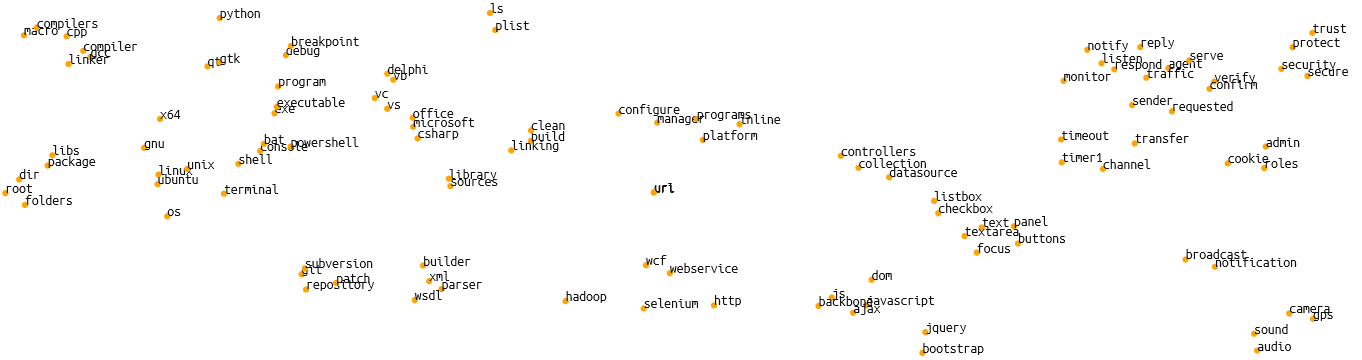 ls
python
compilers
plist
trust
macro
cpp
breakpoint
reply
protect
compiler
notify
debug
gcc
serve
linker
gtk
qt
listen
agent
respond
security
delphi
vb
traffic
secure
monitor
verify
program
confirm
vc
executable
sender
vs
exe
requested
configure
office
x64
programs
manager
inline
microsoft
clean
csharp
build
platform
timeout
bat
powershell
transfer
gnu
linking
console
admin
libs
controllers
package
shell
timer1
cookie
unix
collection
roles
channel
linux
library
datasource
dir
ubuntu
sources
root
terminal
url
folders
listbox
checkbox
os
text
panel
textarea
buttons
focus
broadcast
builder
wcf
subversion
notification
git
webservice
dom
patch
xml
repository
parser
js
wsdl
hadoop
backbone
javascript
selenium
http
ajax
camera
gps
jquery
sound
bootstrap
audio